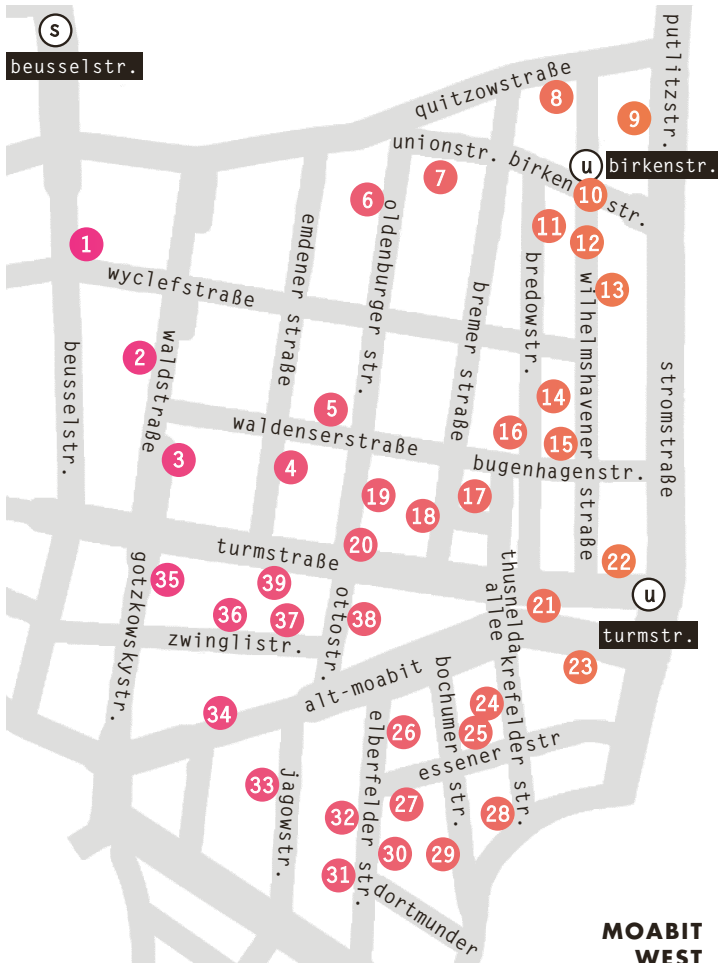 s
beusselstr.
putlitzstr.
quitzowstraße
8
9
unionstr.
birkenstr.
u
birkenstr.
7
6
10
oldenburger str.
emdener straße
11
12
1
wyclefstraße
13
bredowstr.
bremer straße
wilhelmshavener straße
waldstraße
2
beusselstr.
stromstraße
14
5
waldenserstraße
16
15
3
4
bugenhagenstr.
19
17
18
20
turmstraße
gotzkowskystr.
35
39
22
thusnelda allee
ottostr.
u
turmstr.
21
36
37
38
zwinglistr.
23
alt-moabit
bochumer str.
krefelder str.
34
elberfelder str.
24
26
25
essener str
33
jagowstr.
27
32
28
30
29
31
dortmunder
MOABIT
WEST